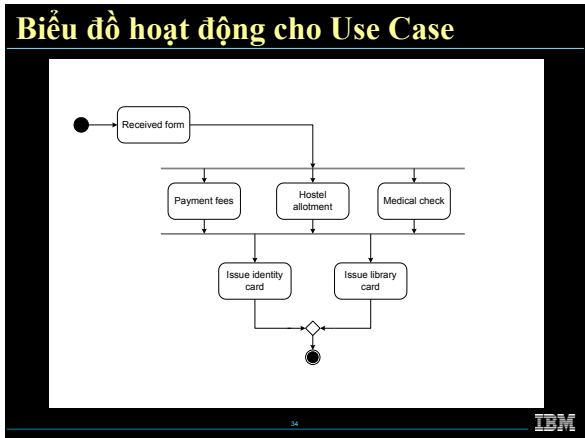 Biểu đồ hoạt động cho Use Case
Received form
Payment fees
Hostel
allotment
Medical check
Issue identity
card
Issue library
card
34
IBM